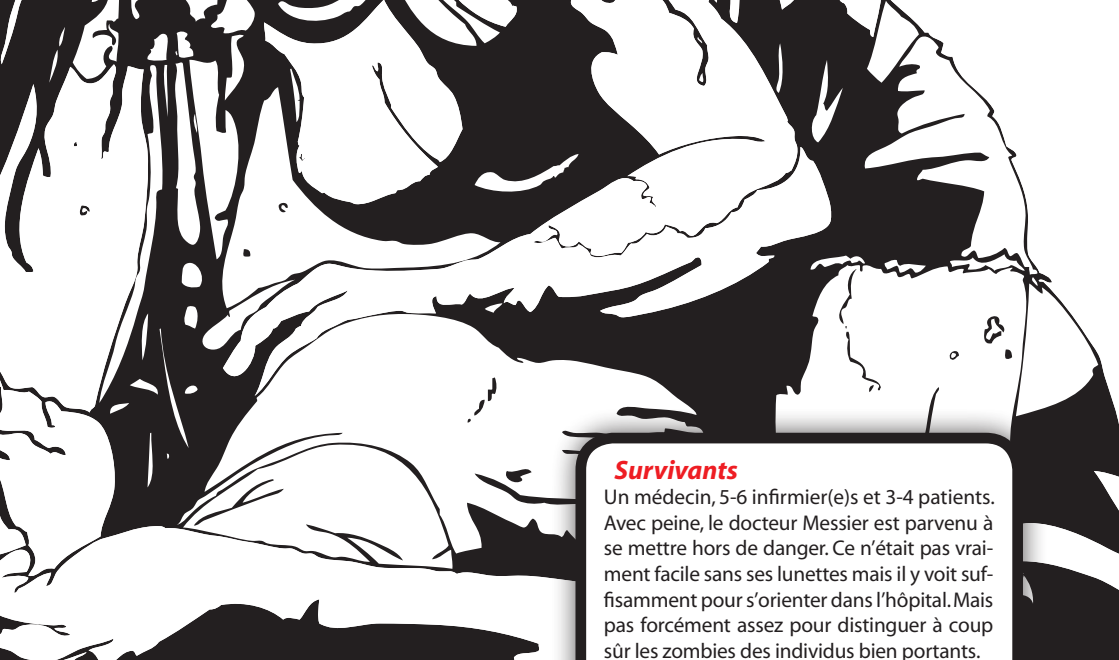 Survivants
Un médecin, 5-6 infirmier(e)s et 3-4 patients.
Avec peine, le docteur Messier est parvenu à
se mettre hors de danger. Ce n'était pas vrai-
ment facile sans ses lunettes mais il y voit suf-
fisamment pour s'orienter dans l'hôpital. Mais
pas forcément assez pour distinguer à coup
sûr les zombies des individus bien portants.